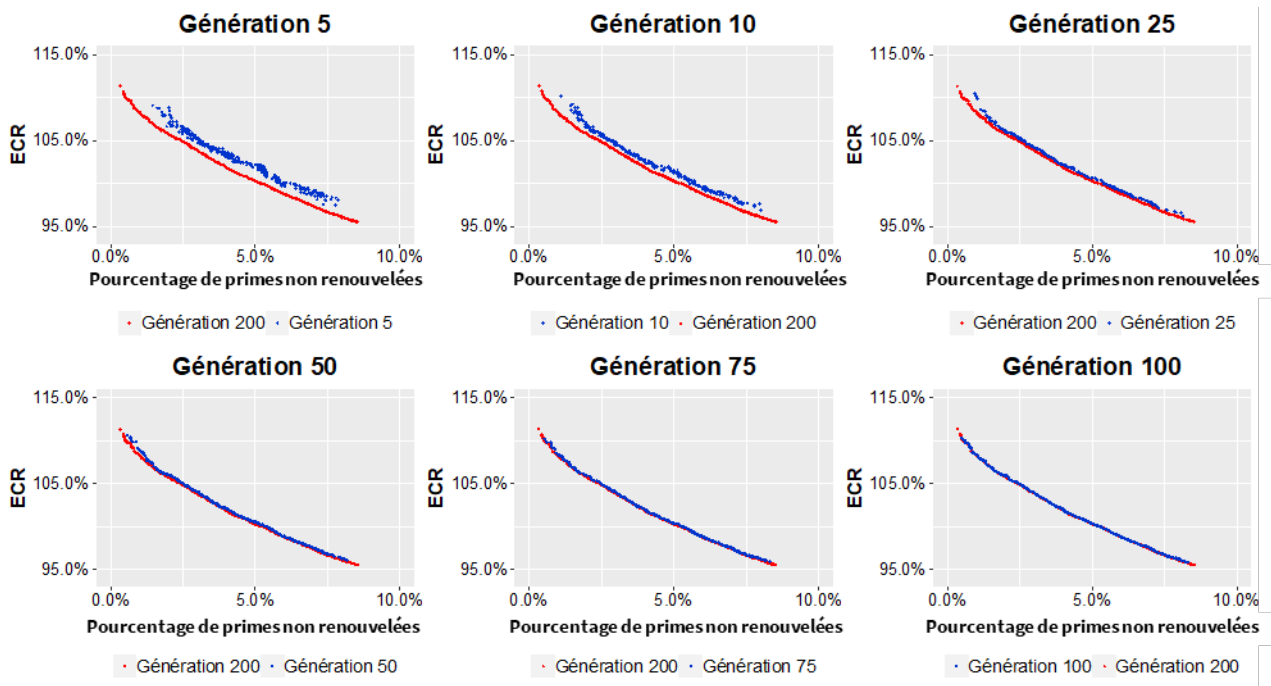 Génération 5
115.0%
105.0%
95.0%
ECR
0.0% 5.0% 10.0%
Pourcentage de primes non renouvelées
Génération 200 Génération 5
Génération 10
115.0%
105.0%
95.0%
ECR
0.0% 5.0% 10.0%
Pourcentage de primes non renouvelées
Génération 10 Génération 200
Génération 25
115.0%
105.0%
95.0%
ECR
0.0% 5.0% 10.0%
Pourcentage de primes non renouvelées
Génération 200 Génération 25
Génération 50
115.0%
105.0%
95.0%
ECR
0.0% 5.0% 10.0%
Pourcentage de primes non renouvelées
Génération 200 Génération 50
Génération 75
115.0%
105.0%
95.0%
ECR
0.0% 5.0% 10.0%
Pourcentage de primes non renouvelées
Génération 200 Génération 75
Génération 100
115.0%
105.0%
95.0%
ECR
0.0% 5.0% 10.0%
Pourcentage de primes non renouvelées
Génération 100 Génération 200